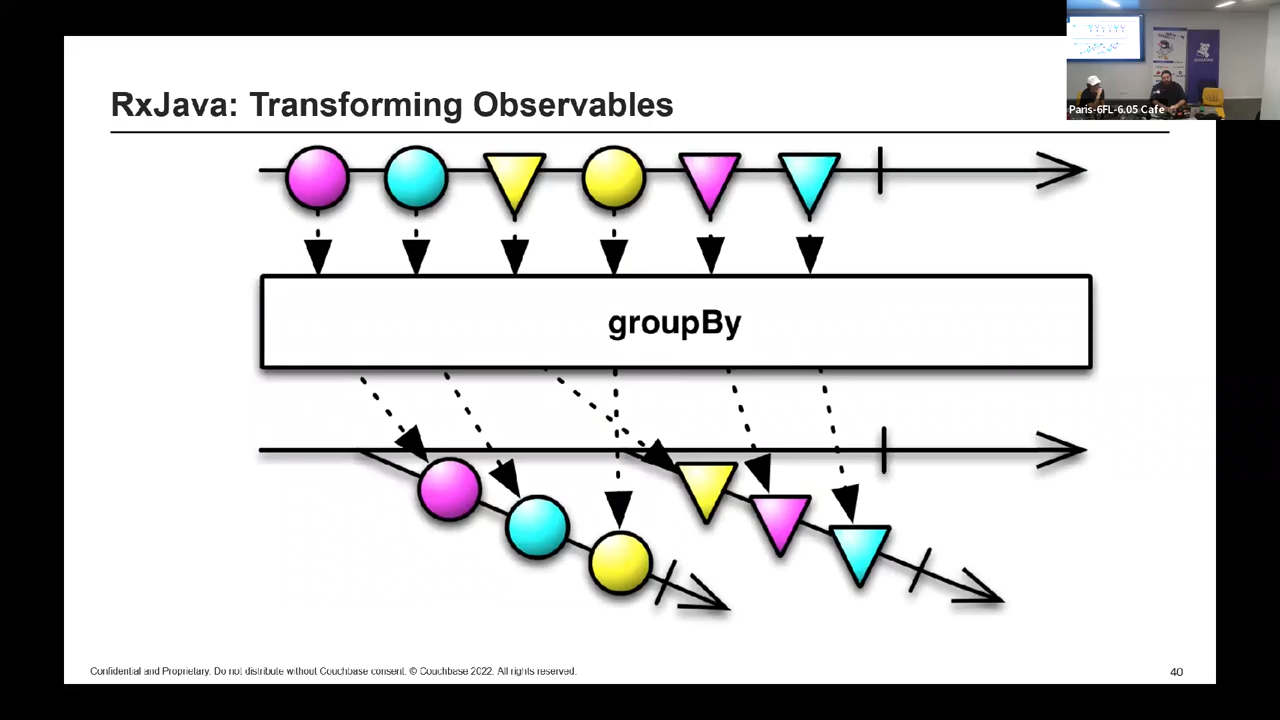 RxJava: Transforming Observables
Paris-6FL-6.05 Cafe
groupBy
Confidential and Proprietary. Do not distribute without Couchbase consent. © Couchbase 2022. All rights reserved.
40